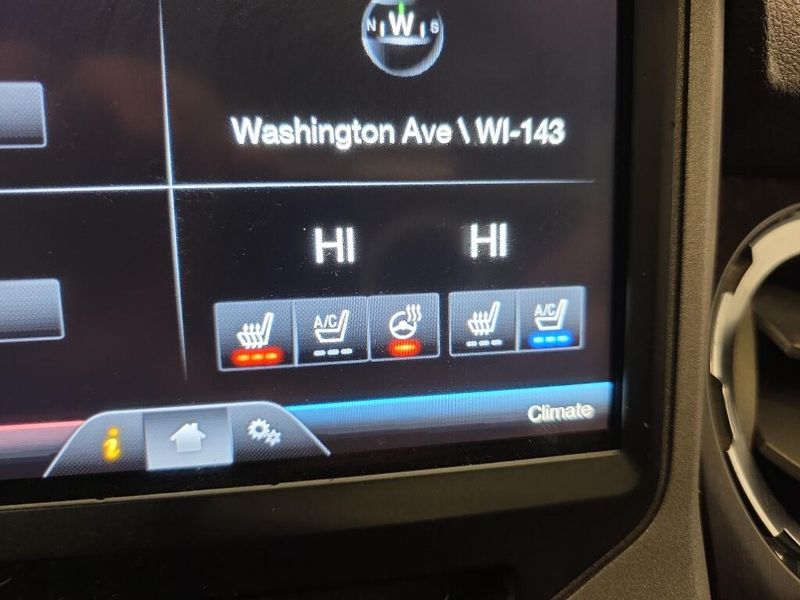 N W S
Washington Ave \ WI-143
HI HI
A/C A/C
Climate
i